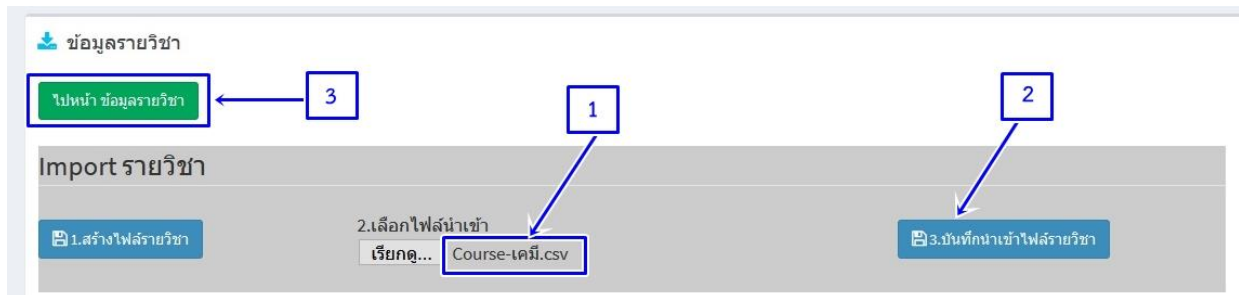 ข้อมูลรายวิชา
ไปหน้า ข้อมูลรายวิชา
3
1
2
Import รายวิชา
1.สร้างไฟล์รายวิชา
2.เลือกไฟล์นำเข้า
เรียกดู... Course-เคมี.csv
3.บันทึกนำเข้าไฟล์รายวิชา